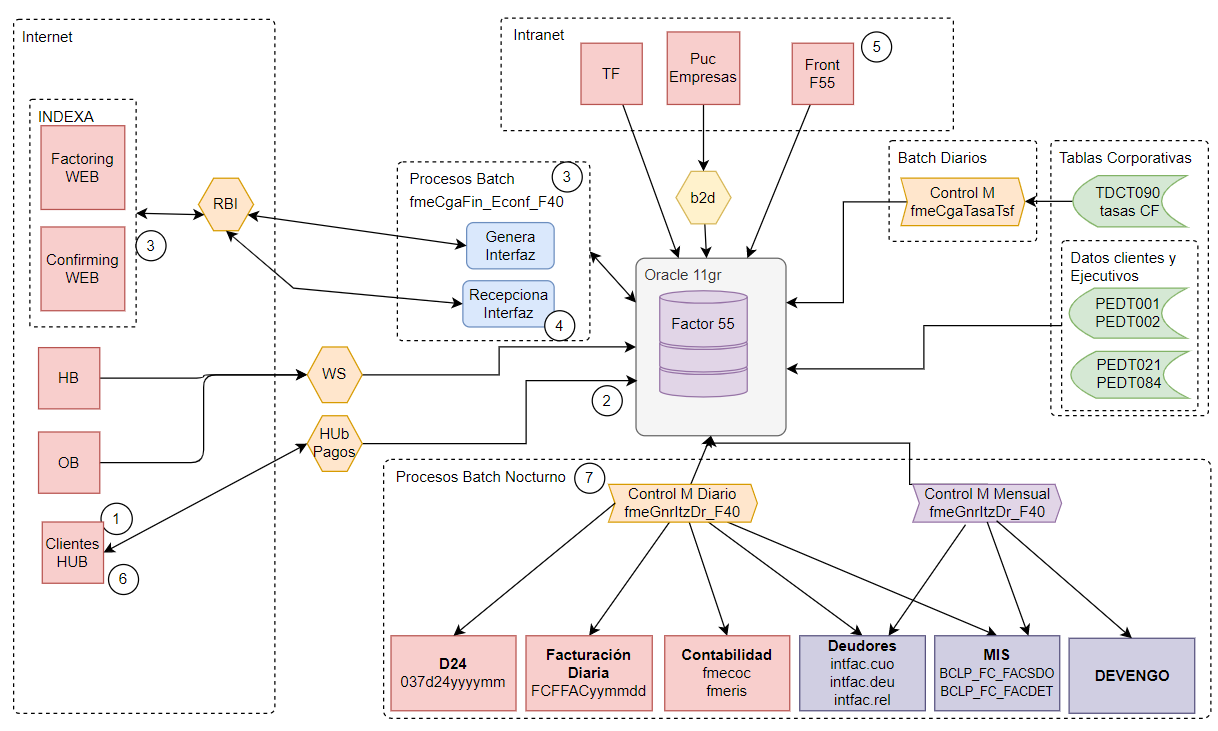 Internet
INDEXA
Factoring
WEB
Confirming
WEB
3
RBI
HB
OB
Clientes
HUB
1
6
WS
HUb
Pagos
2
Procesos Batch
fmeCgaFin_Econf_F40
3
Genera
Interfaz
Recepciona
Interfaz
4
Intranet
TF
Puc
Empresas
Front
F55
5
b2d
Oracle 11gr
Factor 55
Batch Diarios
Control M
fmeCgaTasaTsf
Tablas Corporativas
TDCT090
tasas CF
Datos clientes y
Ejecutivos
PEDT001
PEDT002
PEDT021
PEDT084
Procesos Batch Nocturno
7
Control M Diario
fmeGnrItzDr_F40
Control M Mensual
fmeGnrItzDr_F40
D24
037d24yyyymm
Facturación
Diaria
FCFFACyymmdd
Contabilidad
fmecoc
fmeris
Deudores
intfac.cuo
intfac.deu
intfac.rel
MIS
BCLP_FC_FACSDO
BCLP_FC_FACDET
DEVENGO